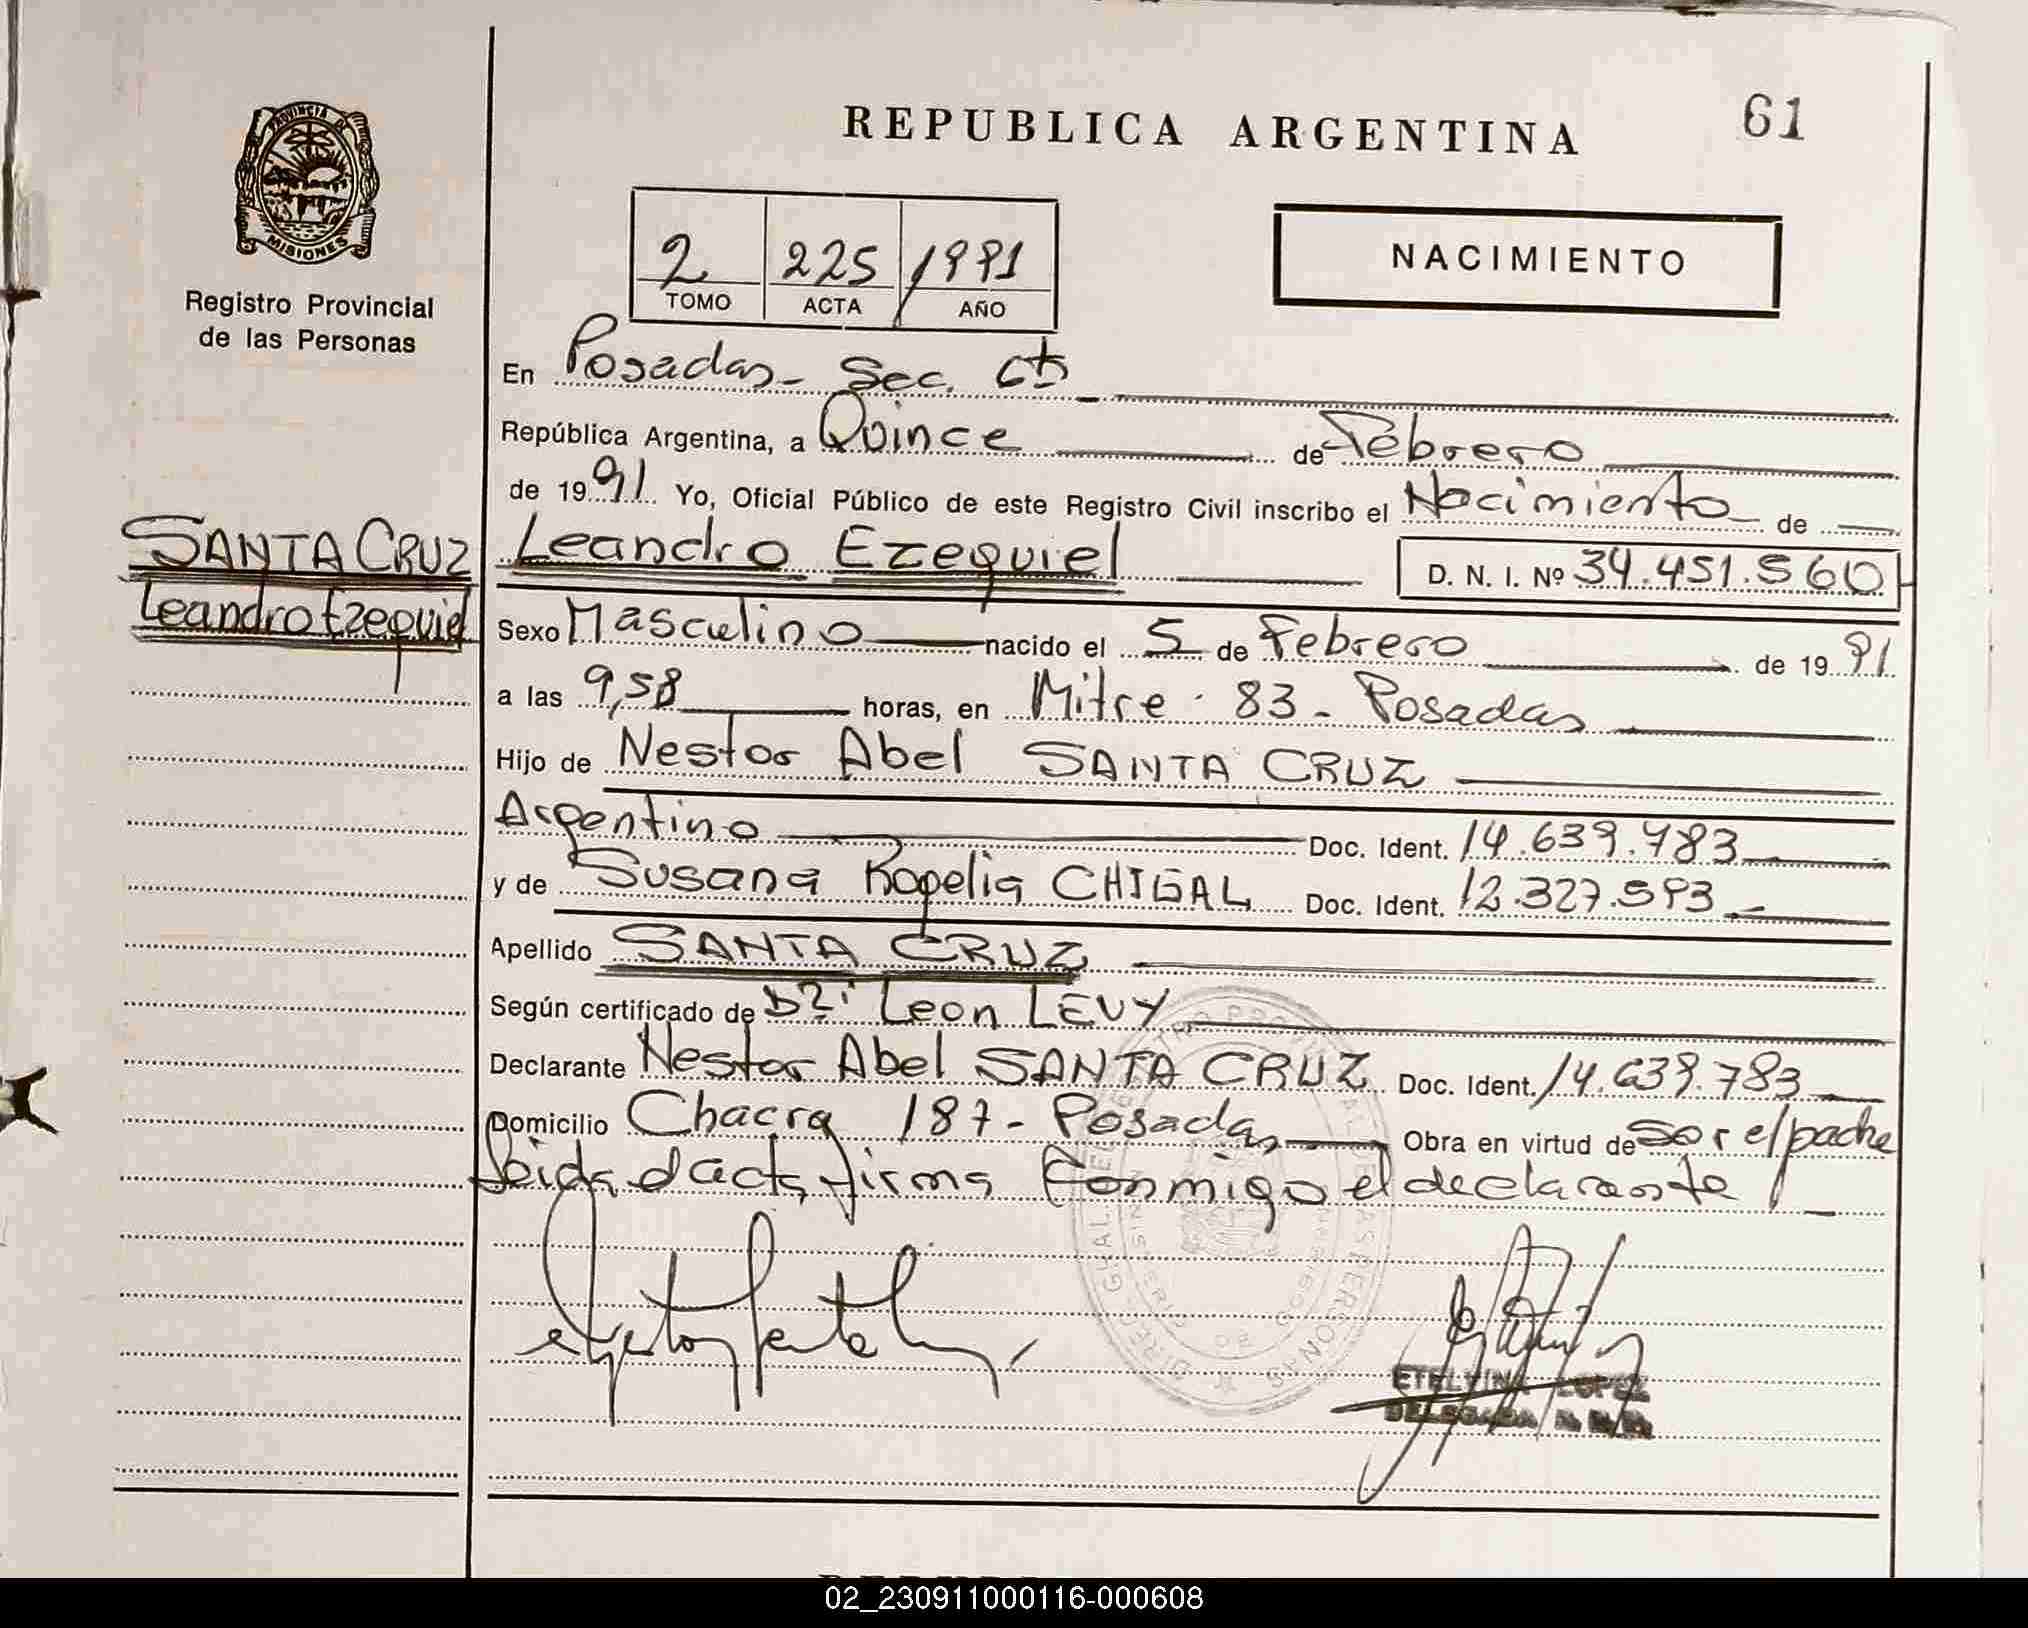 61
REPUBLICA ARGENTINA
PROVINCIA DE
MISIONES
Registro Provincial
de las Personas
NACIMIENTO
2 225 1991
TOMO ACTA AÑO
En Posadas - Sec. 6ta
República Argentina, a Quince de Febrero
de 1991 Yo, Oficial Público de este Registro Civil inscribo el Nacimiento de
SANTA CRUZ
Leandro Ezequiel
Leandro Ezequiel D. N. I. Nº 34.451.560
Sexo Masculino nacido el 5 de Febrero de 1991
a las 9,58 horas, en Mitre 83 - Posadas
Hijo de Nestor Abel SANTA CRUZ
Argentino Doc. Ident. 14.639.783
y de Susana Rogelia CHIGAL Doc. Ident. 12.327.593
Apellido SANTA CRUZ
Según certificado de Dr. Leon LEVY
Declarante Nestor Abel SANTA CRUZ Doc. Ident. 14.639.783
Domicilio Chacra 187 - Posadas Obra en virtud de ser el padre
leida el acta firma conmigo el declarante
ETELVINA LOPEZ
DELEGADA
02_230911000116-000608